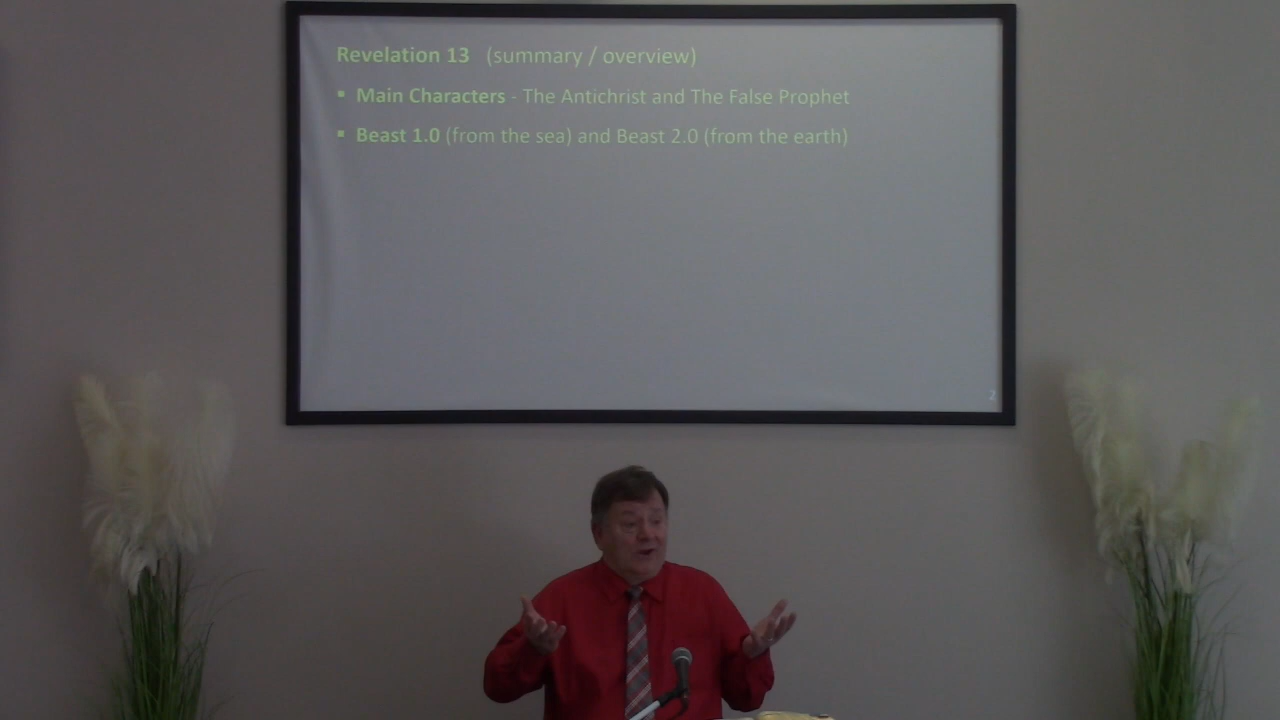 Revelation 13 (summary / overview)
▪ Main Characters - The Antichrist and The False Prophet
▪ Beast 1.0 (from the sea) and Beast 2.0 (from the earth)
2